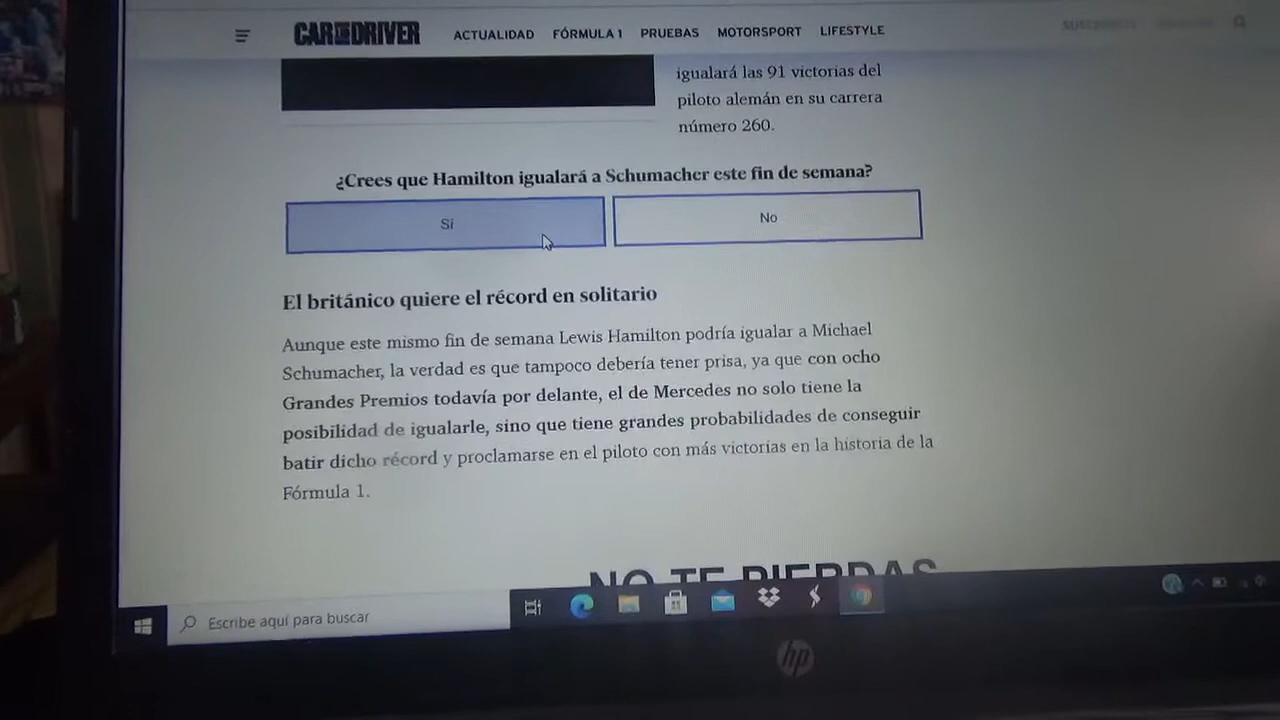 CAR AND DRIVER
ACTUALIDAD FÓRMULA 1 PRUEBAS MOTORSPORT LIFESTYLE
igualará las 91 victorias del
piloto alemán en su carrera
número 260.
¿Crees que Hamilton igualará a Schumacher este fin de semana?
Sí No
El británico quiere el récord en solitario
Aunque este mismo fin de semana Lewis Hamilton podría igualar a Michael
Schumacher, la verdad es que tampoco debería tener prisa, ya que con ocho
Grandes Premios todavía por delante, el de Mercedes no solo tiene la
posibilidad de igualarle, sino que tiene grandes probabilidades de conseguir
batir dicho récord y proclamarse en el piloto con más victorias en la historia de la
Fórmula 1.
NO TE PIERDAS
Escribe aquí para buscar
hp